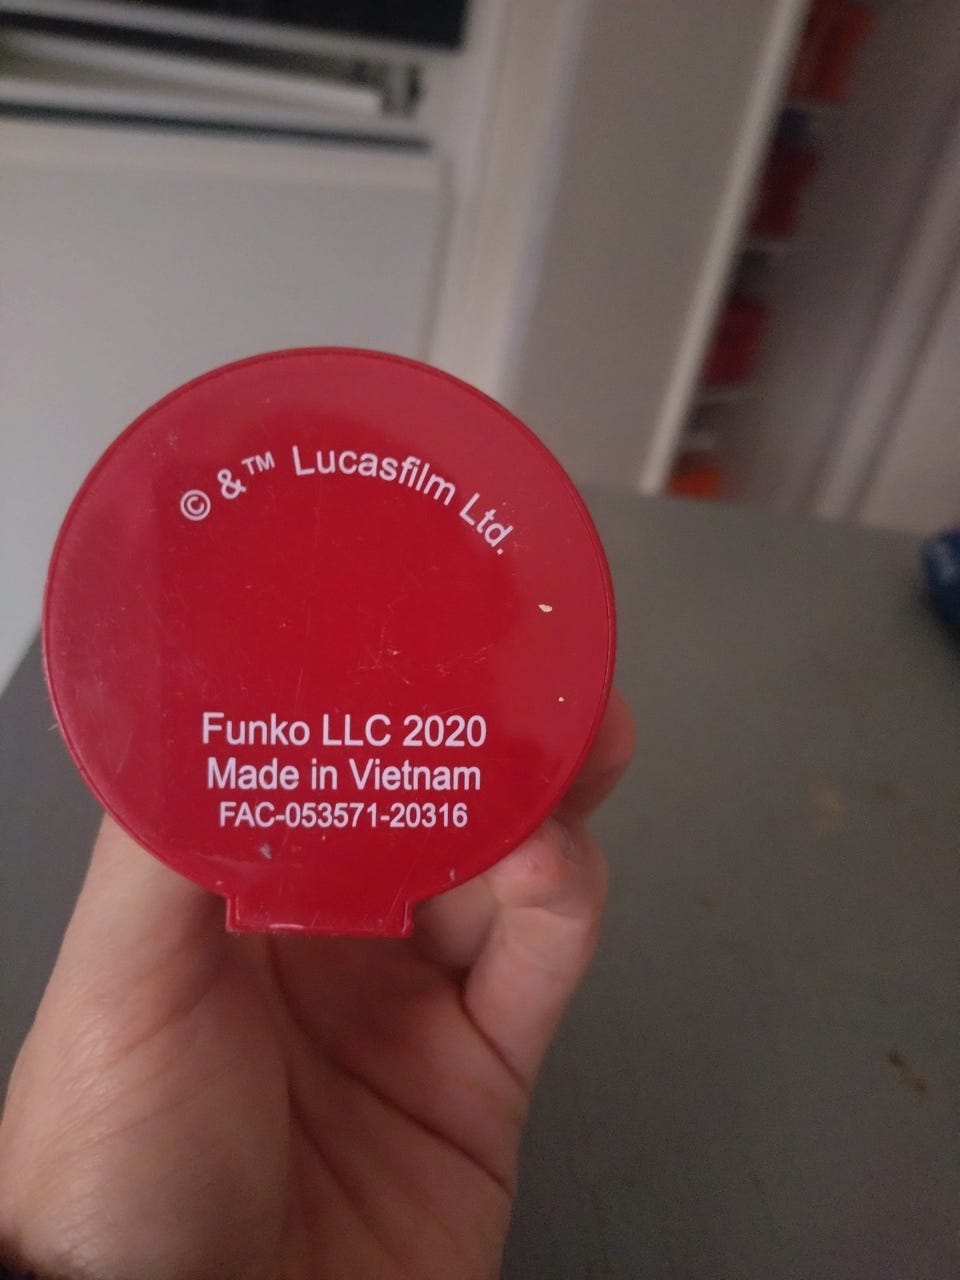 © &™ Lucasfilm Ltd.
Funko LLC 2020
Made in Vietnam
FAC-053571-20316